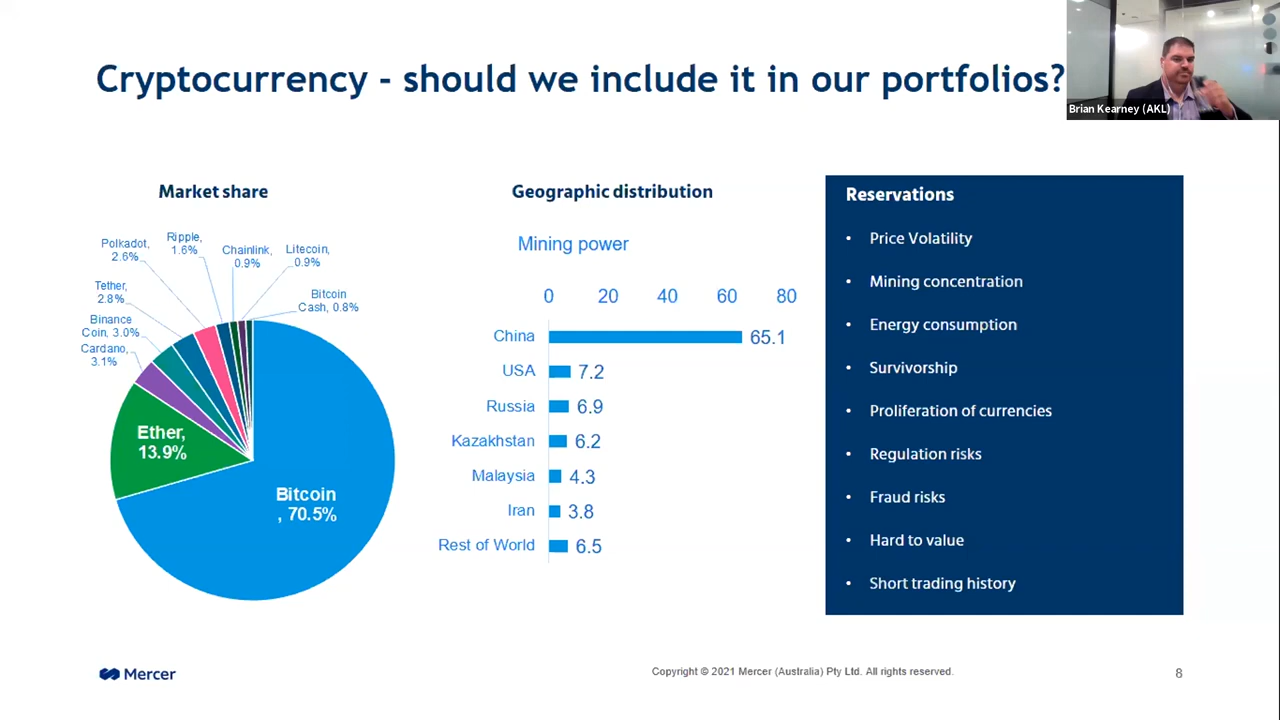 Cryptocurrency - should we include it in our portfolios?
Brian Kearney (AKL)
Market share
Polkadot,
2.6%
Ripple,
1.6%
Chainlink,
0.9%
Litecoin,
0.9%
Tether,
2.8%
Bitcoin
Cash, 0.8%
Binance
Coin, 3.0%
Cardano,
3.1%
Ether,
13.9%
Bitcoin
, 70.5%
Geographic distribution
Mining power
0 20 40 60 80
China 65.1
USA 7.2
Russia 6.9
Kazakhstan 6.2
Malaysia 4.3
Iran 3.8
Rest of World 6.5
Reservations
• Price Volatility
• Mining concentration
• Energy consumption
• Survivorship
• Proliferation of currencies
• Regulation risks
• Fraud risks
• Hard to value
• Short trading history
Mercer
Copyright © 2021 Mercer (Australia) Pty Ltd. All rights reserved.
8